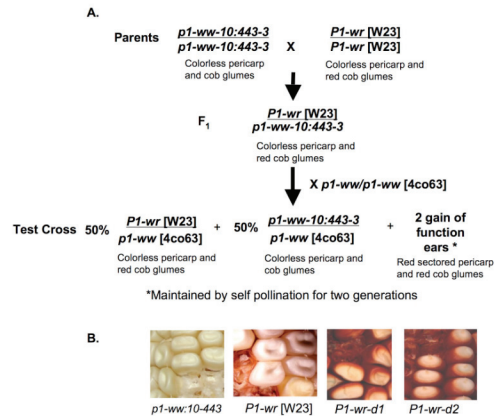 A.
Parents
p1-ww-10:443-3 X P1-wr [W23]
p1-ww-10:443-3 P1-wr [W23]
Colorless pericarp and cob glumes
Colorless pericarp and red cob glumes
F1
P1-wr [W23]
p1-ww-10:443-3
Colorless pericarp and
red cob glumes
X p1-ww/p1-ww [4co63]
Test Cross 50% P1-wr [W23] + 50% p1-ww-10:443-3 + 2 gain of
p1-ww [4co63] p1-ww [4co63] function
ears *
Colorless pericarp and
red cob glumes
Colorless pericarp and
cob glumes
Red sectored pericarp
and red cob glumes
*Maintained by self pollination for two generations
B.
p1-ww:10-443 P1-wr [W23] P1-wr-d1 P1-wr-d2